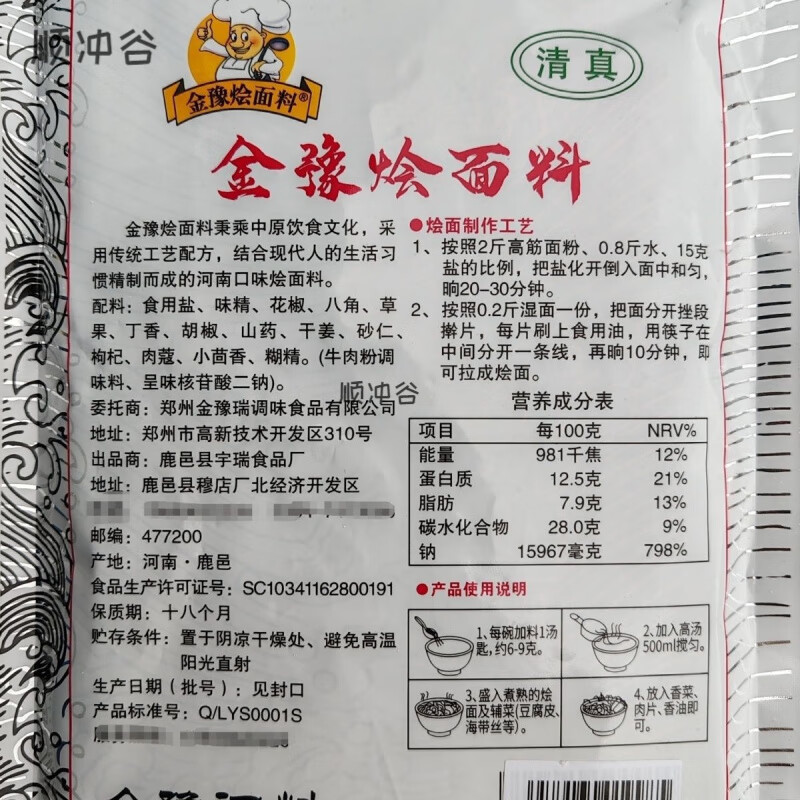 顺冲谷
金豫烩面料®
清真
金豫烩面料
金豫烩面料秉乘中原饮食文化，采
用传统工艺配方，结合现代人的生活习
惯精制而成的河南口味烩面料。
配料：食用盐、味精、花椒、八角、草
果、丁香、胡椒、山药、干姜、砂仁、
枸杞、肉蔻、小茴香、糊精。(牛肉粉调
味料、呈味核苷酸二钠)。
委托商：郑州金豫瑞调味食品有限公司
地址：郑州市高新技术开发区310号
出品商：鹿邑县宇瑞食品厂
地址：鹿邑县穆店厂北经济开发区
邮编：477200
产地：河南·鹿邑
食品生产许可证号：SC10341162800191
保质期：十八个月
贮存条件：置于阴凉干燥处、避免高温
阳光直射
生产日期（批号）：见封口
产品标准号：Q/LYS0001S
●烩面制作工艺
1、按照2斤高筋面粉、0.8斤水、15克
盐的比例，把盐化开倒入面中和匀，
晌20-30分钟。
2、按照0.2斤湿面一份，把面分开挫段
擀片，每片刷上食用油，用筷子在
中间分开一条线，再晌10分钟，即
可拉成烩面。
顺冲谷
营养成分表
项目 每100克 NRV%
能量 981千焦 12%
蛋白质 12.5克 21%
脂肪 7.9克 13%
碳水化合物 28.0克 9%
钠 15967毫克 798%
●产品使用说明
1、每碗加料1汤
匙，约6-9克。
2、加入高汤
500ml搅匀。
3、盛入煮熟的烩
面及辅菜(豆腐皮、
海带丝等)。
4、放入香菜、
肉片、香油即
可。